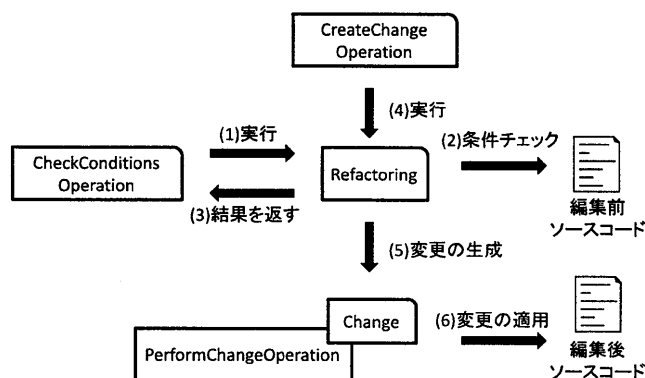 CreateChange
Operation
(1)実行
(4)実行
(2)条件チェック
CheckConditions
Operation
Refactoring
(3)結果を返す
編集前
ソースコード
(5)変更の生成
Change
(6)変更の適用
PerformChangeOperation
編集後
ソースコード